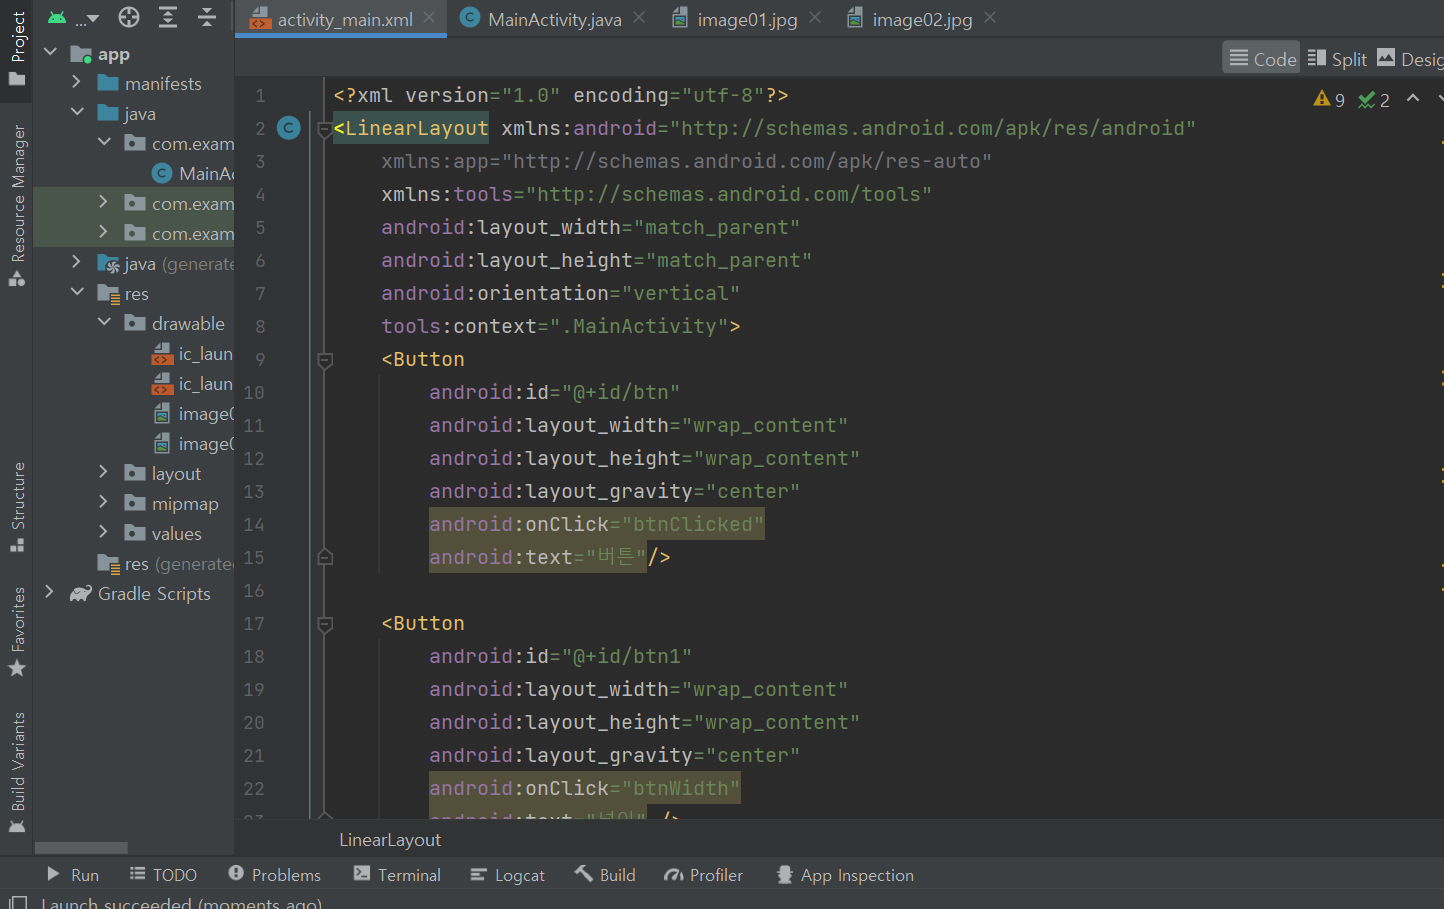 Project
Resource Manager
Structure
Favorites
Build Variants
...
app
manifests
java
com.exam
MainAc
com.exam
com.exam
java (generate
res
drawable
ic_laun
ic_laun
image0
image0
layout
mipmap
values
res (generate
Gradle Scripts
activity_main.xml
MainActivity.java
image01.jpg
image02.jpg
Code
Split
Desig
9
2
1 <?xml version="1.0" encoding="utf-8"?>
2 <LinearLayout xmlns:android="http://schemas.android.com/apk/res/android"
3 xmlns:app="http://schemas.android.com/apk/res-auto"
4 xmlns:tools="http://schemas.android.com/tools"
5 android:layout_width="match_parent"
6 android:layout_height="match_parent"
7 android:orientation="vertical"
8 tools:context=".MainActivity">
9 <Button
10 android:id="@+id/btn"
11 android:layout_width="wrap_content"
12 android:layout_height="wrap_content"
13 android:layout_gravity="center"
14 android:onClick="btnClicked"
15 android:text="버튼"/>
16
17 <Button
18 android:id="@+id/btn1"
19 android:layout_width="wrap_content"
20 android:layout_height="wrap_content"
21 android:layout_gravity="center"
22 android:onClick="btnWidth"
23 android:text="
LinearLayout
Run
TODO
Problems
Terminal
Logcat
Build
Profiler
App Inspection
Launch succeeded (moments ago)